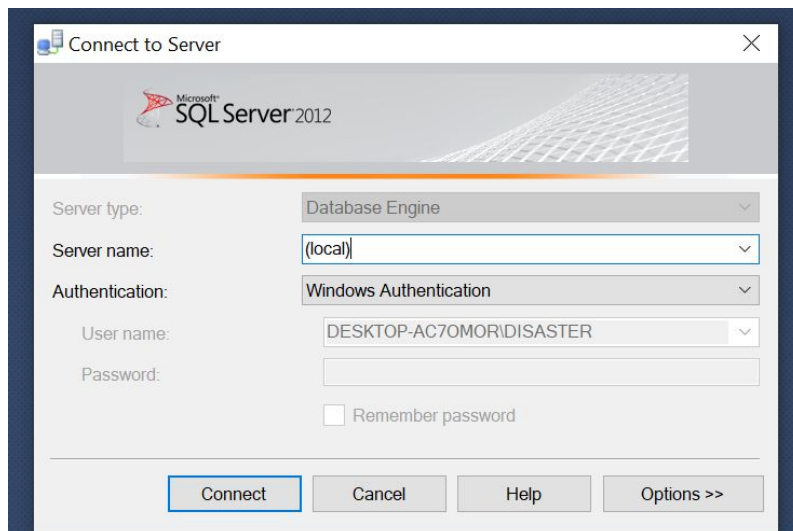 Connect to Server
Microsoft®
SQL Server® 2012
Server type: Database Engine
Server name: (local)
Authentication: Windows Authentication
User name: DESKTOP-AC7OMOR\DISASTER
Password:
Remember password
Connect Cancel Help Options >>